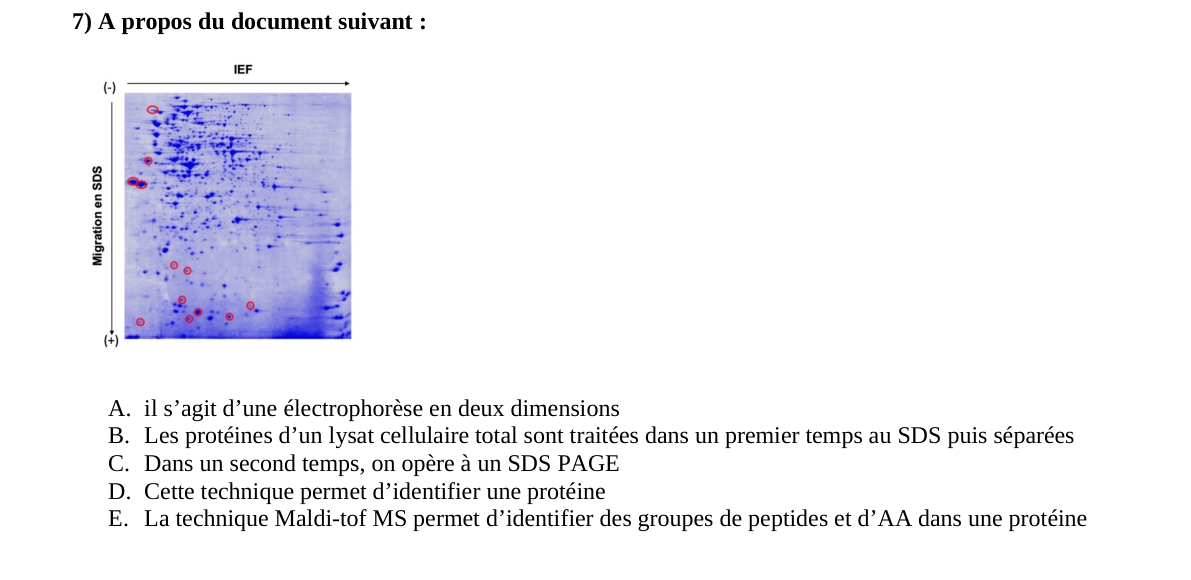 7) A propos du document suivant :
IEF
(-)
Migration en SDS
(+)
A. il s’agit d’une électrophorèse en deux dimensions
B. Les protéines d’un lysat cellulaire total sont traitées dans un premier temps au SDS puis séparées
C. Dans un second temps, on opère à un SDS PAGE
D. Cette technique permet d’identifier une protéine
E. La technique Maldi-tof MS permet d’identifier des groupes de peptides et d’AA dans une protéine